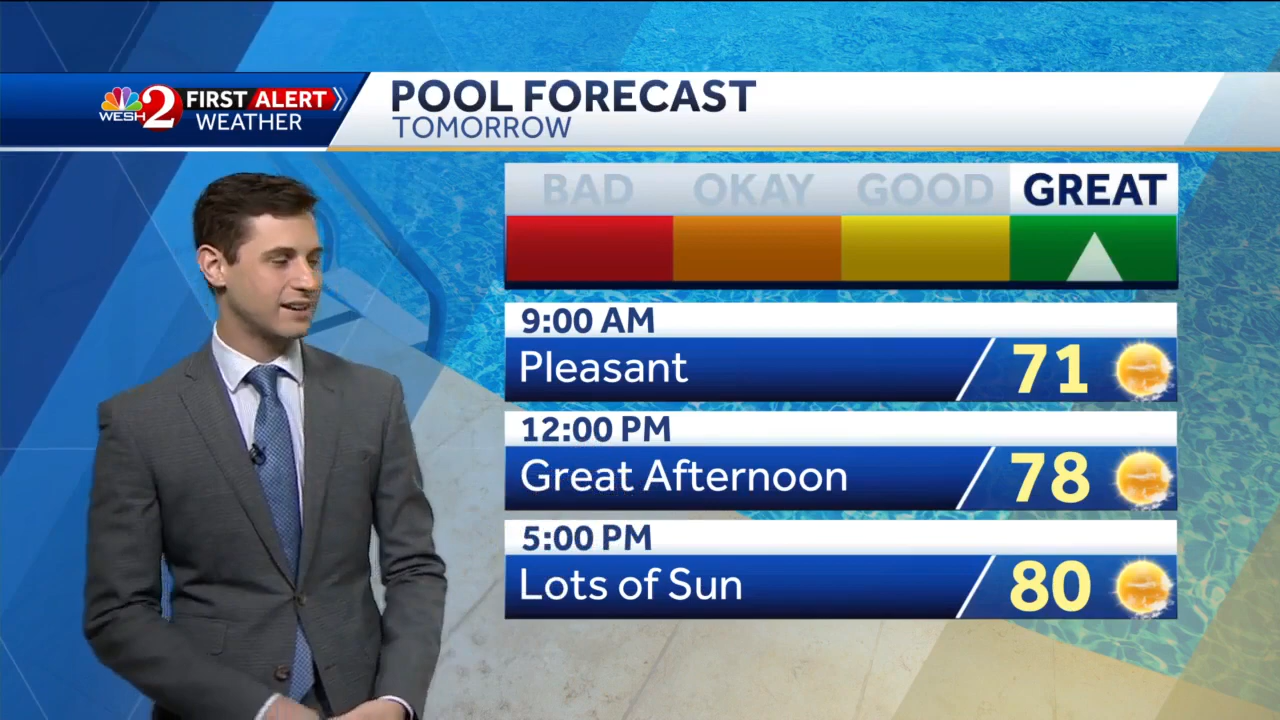 WESH 2 FIRST ALERT
WEATHER
POOL FORECAST
TOMORROW
BAD OKAY GOOD GREAT
9:00 AM
Pleasant 71
12:00 PM
Great Afternoon 78
5:00 PM
Lots of Sun 80